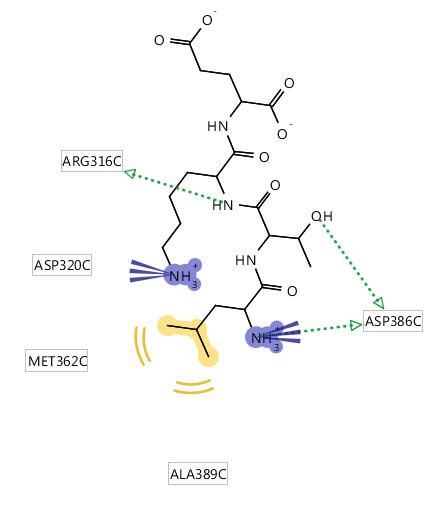 O-
O
O
O-
HN
O
ARG316C
HN
O
OH
HN
ASP320C
NH3+
O
ASP386C
NH3+
MET362C
ALA389C